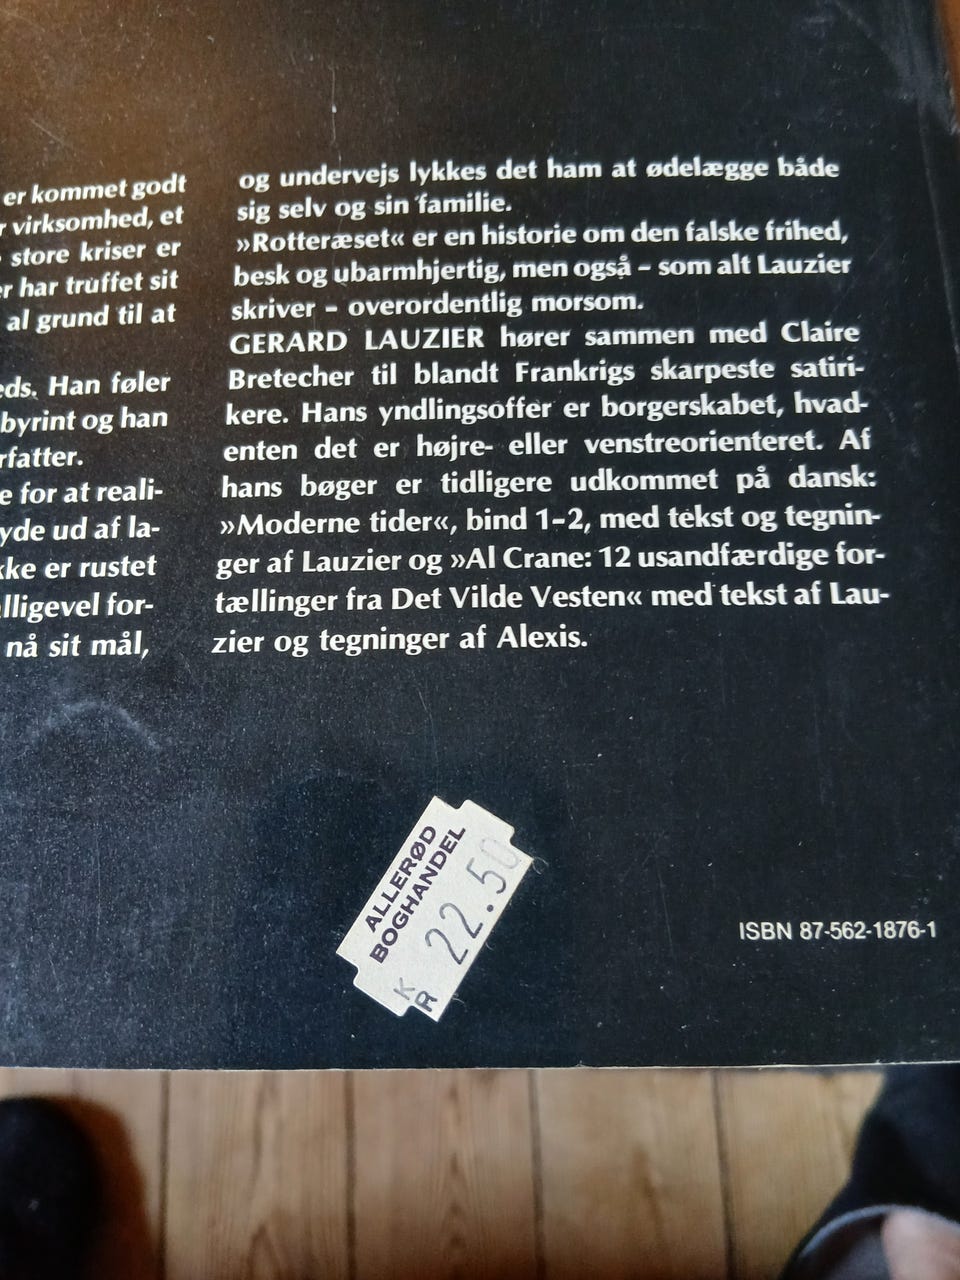 er kommet godt
virksomhed, et
store kriser er
har truffet sit
al grund til at
Han føler
og han
for at reali-
ud af la-
er rustet
for-
nå sit mål,
og undervejs lykkes det ham at ødelægge både
sig selv og sin familie.
»Rotteræset« er en historie om den falske frihed,
besk og ubarmhjertig, men også – som alt Lauzier
skriver – overordentlig morsom.
GERARD LAUZIER hører sammen med Claire
Bretecher til blandt Frankrigs skarpeste satiri-
kere. Hans yndlingsoffer er borgerskabet, hvad-
enten det er højre- eller venstreorienteret. Af
hans bøger er tidligere udkommet på dansk:
»Moderne tider«, bind 1–2, med tekst og tegnin-
ger af Lauzier og »Al Crane: 12 usandfærdige for-
tællinger fra Det Vilde Vesten« med tekst af Lau-
zier og tegninger af Alexis.
ALLERØD
BOGHANDEL
KR 22.50
ISBN 87-562-1876-1